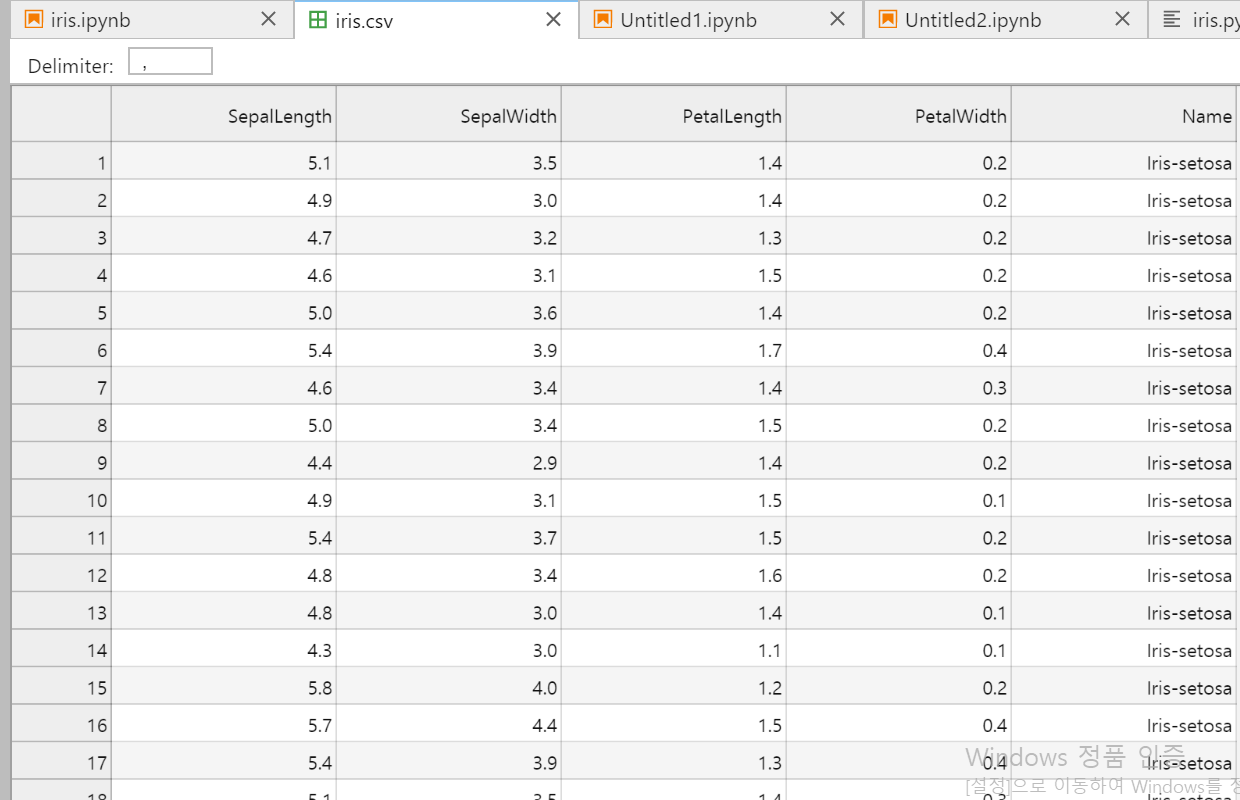 iris.ipynb iris.csv Untitled1.ipynb Untitled2.ipynb iris.py
Delimiter: ,
SepalLength SepalWidth PetalLength PetalWidth Name
1 5.1 3.5 1.4 0.2 Iris-setosa
2 4.9 3.0 1.4 0.2 Iris-setosa
3 4.7 3.2 1.3 0.2 Iris-setosa
4 4.6 3.1 1.5 0.2 Iris-setosa
5 5.0 3.6 1.4 0.2 Iris-setosa
6 5.4 3.9 1.7 0.4 Iris-setosa
7 4.6 3.4 1.4 0.3 Iris-setosa
8 5.0 3.4 1.5 0.2 Iris-setosa
9 4.4 2.9 1.4 0.2 Iris-setosa
10 4.9 3.1 1.5 0.1 Iris-setosa
11 5.4 3.7 1.5 0.2 Iris-setosa
12 4.8 3.4 1.6 0.2 Iris-setosa
13 4.8 3.0 1.4 0.1 Iris-setosa
14 4.3 3.0 1.1 0.1 Iris-setosa
15 5.8 4.0 1.2 0.2 Iris-setosa
16 5.7 4.4 1.5 0.4 Iris-setosa
17 5.4 3.9 1.3 0.4 Iris-setosa
Windows 정품 인증
18 5.1 3.5 1.4 0.3 Iris-setosa
[설정]으로 이동하여 Windows를